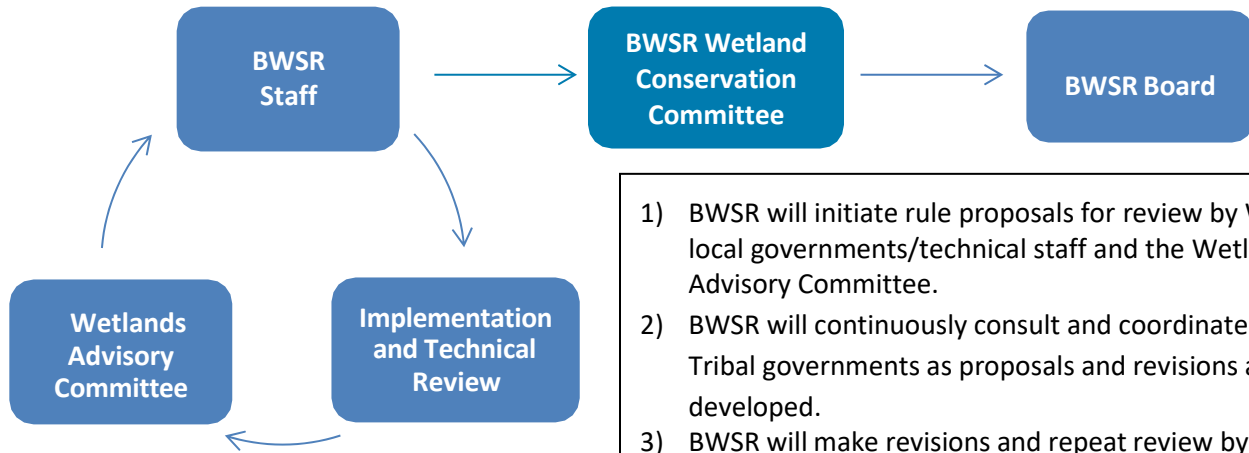 BWSR
Staff
BWSR Wetland
Conservation
Committee
BWSR Board
Wetlands
Advisory
Committee
Implementation
and Technical
Review
1) BWSR will initiate rule proposals for review by
local governments/technical staff and the
Advisory Committee.
2) BWSR will continuously consult and coordinate
Tribal governments as proposals and revisions
developed.
3) BWSR will make revisions and repeat review by